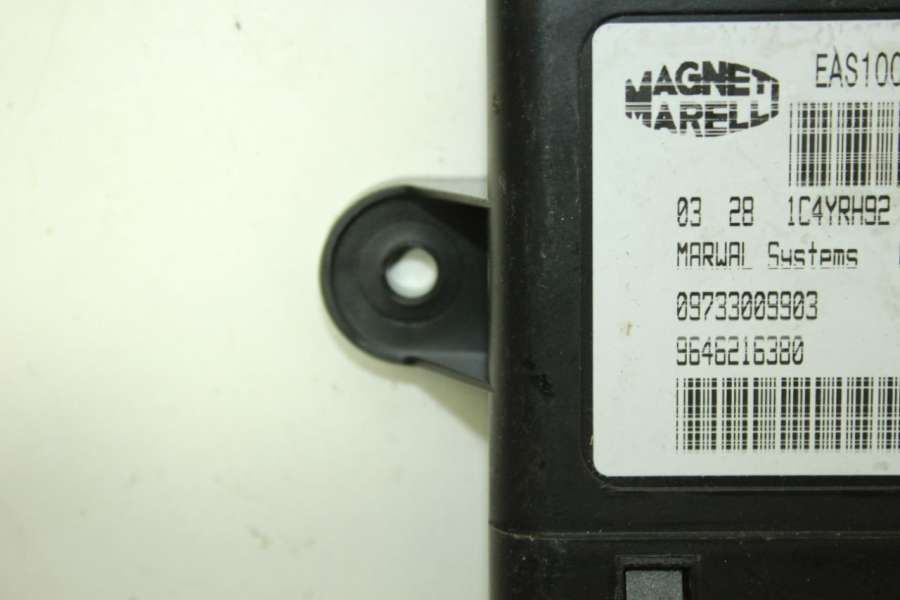 MAGNETI
MARELLI
EAS100
03 28 1C4YRH92
MARWAL Systems
09733009903
9646216380